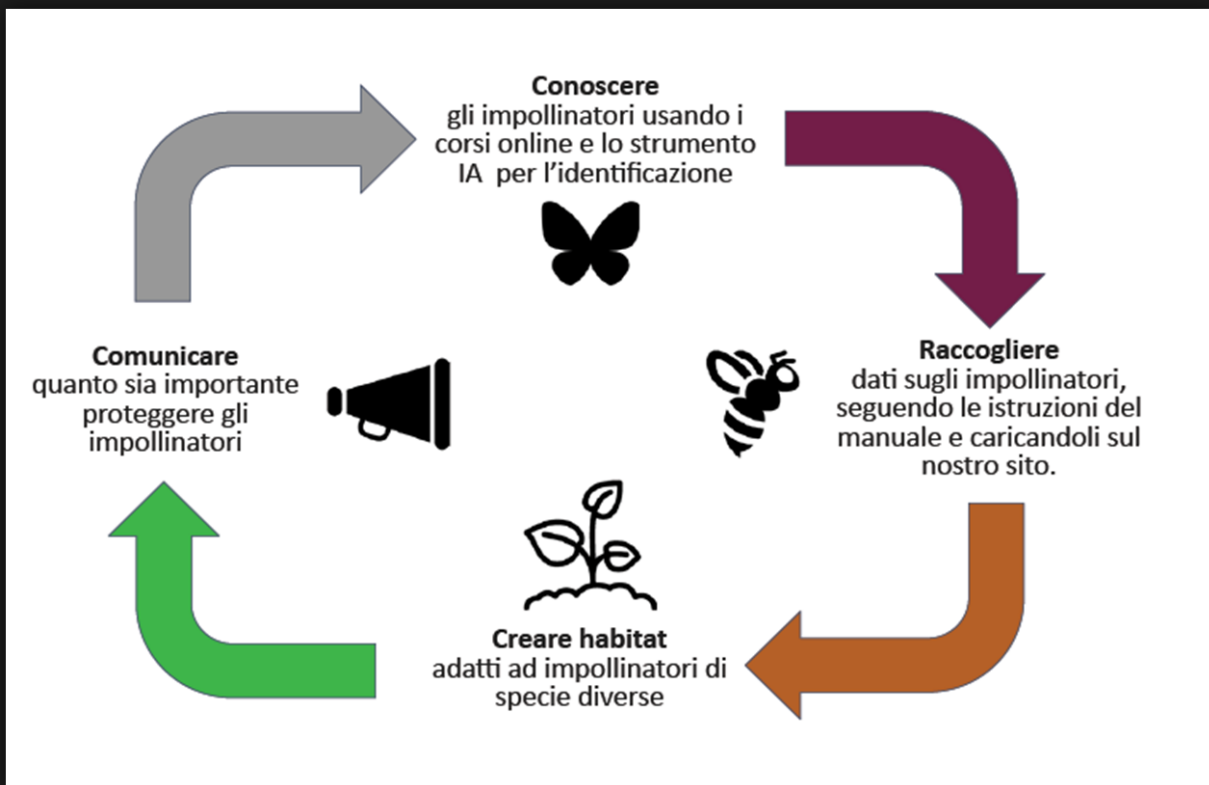 Conoscere
gli impollinatori usando i
corsi online e lo strumento
IA  per l’identificazione
Comunicare
quanto sia importante
proteggere gli
impollinatori
Raccogliere
dati sugli impollinatori,
seguendo le istruzioni del
manuale e caricandoli sul
nostro sito.
Creare habitat
adatti ad impollinatori di
specie diverse